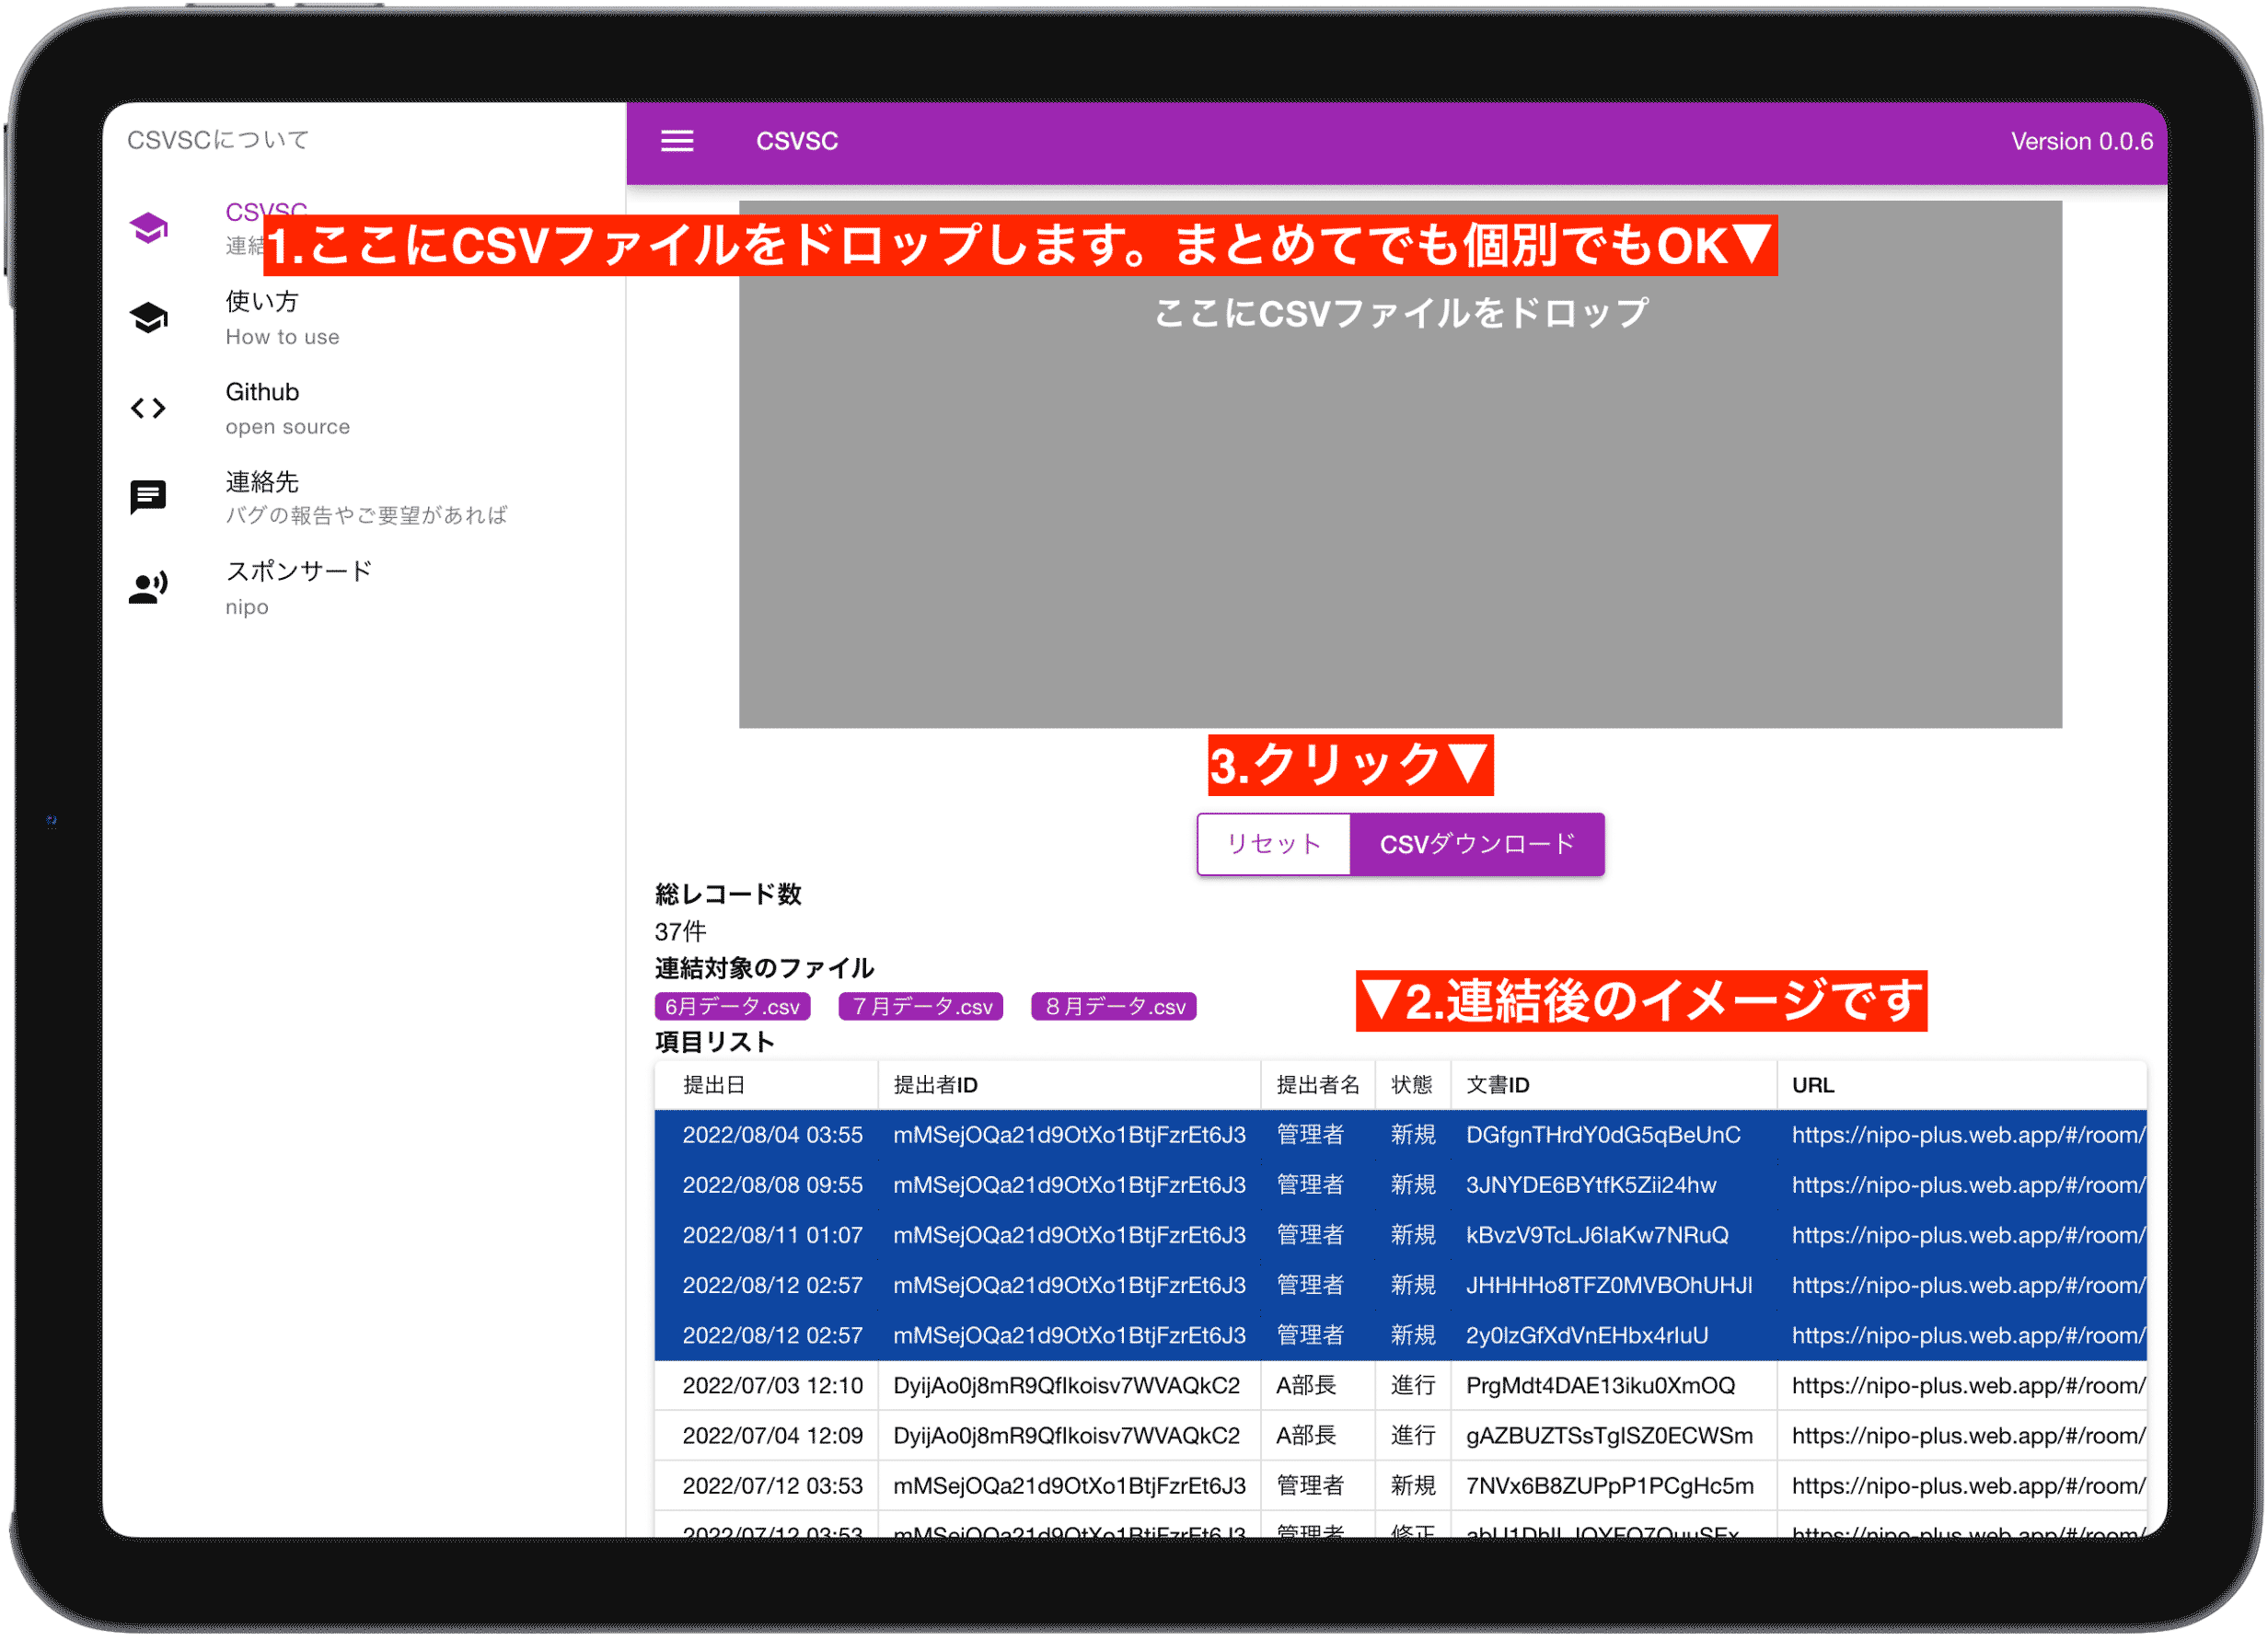 CSVSCについて
CSVSC
連結
使い方
How to use
Github
open source
連絡先
バグの報告やご要望があれば
スポンサード
nipo
CSVSC
Version 0.0.6
1.ここにCSVファイルをドロップします。まとめてでも個別でもOK▼
ここにCSVファイルをドロップ
3.クリック▼
リセット CSVダウンロード
総レコード数
37件
連結対象のファイル
6月データ.csv ７月データ.csv ８月データ.csv
▼2.連結後のイメージです
項目リスト
提出日 提出者ID 提出者名 状態 文書ID URL
2022/08/04 03:55 mMSejOQa21d9OtXo1BtjFzrEt6J3 管理者 新規 DGfgnTHrdY0dG5qBeUnC https://nipo-plus.web.app/#/room/
2022/08/08 09:55 mMSejOQa21d9OtXo1BtjFzrEt6J3 管理者 新規 3JNYDE6BYtfK5Zii24hw https://nipo-plus.web.app/#/room/
2022/08/11 01:07 mMSejOQa21d9OtXo1BtjFzrEt6J3 管理者 新規 kBvzV9TcLJ6IaKw7NRuQ https://nipo-plus.web.app/#/room/
2022/08/12 02:57 mMSejOQa21d9OtXo1BtjFzrEt6J3 管理者 新規 JHHHHo8TFZ0MVBOhUHJl https://nipo-plus.web.app/#/room/
2022/08/12 02:57 mMSejOQa21d9OtXo1BtjFzrEt6J3 管理者 新規 2y0IzGfXdVnEHbx4rIuU https://nipo-plus.web.app/#/room/
2022/07/03 12:10 DyijAo0j8mR9QfIkoisv7WVAQkC2 A部長 進行 PrgMdt4DAE13iku0XmOQ https://nipo-plus.web.app/#/room/
2022/07/04 12:09 DyijAo0j8mR9QfIkoisv7WVAQkC2 A部長 進行 gAZBUZTSsTgISZ0ECWSm https://nipo-plus.web.app/#/room/
2022/07/12 03:53 mMSejOQa21d9OtXo1BtjFzrEt6J3 管理者 新規 7NVx6B8ZUPpP1PCgHc5m https://nipo-plus.web.app/#/room/
2022/07/12 03:53 mMSejOQa21d9OtXo1BtjFzrEt6J3 管理者 修正 https://nipo-plus.web.app/#/room/